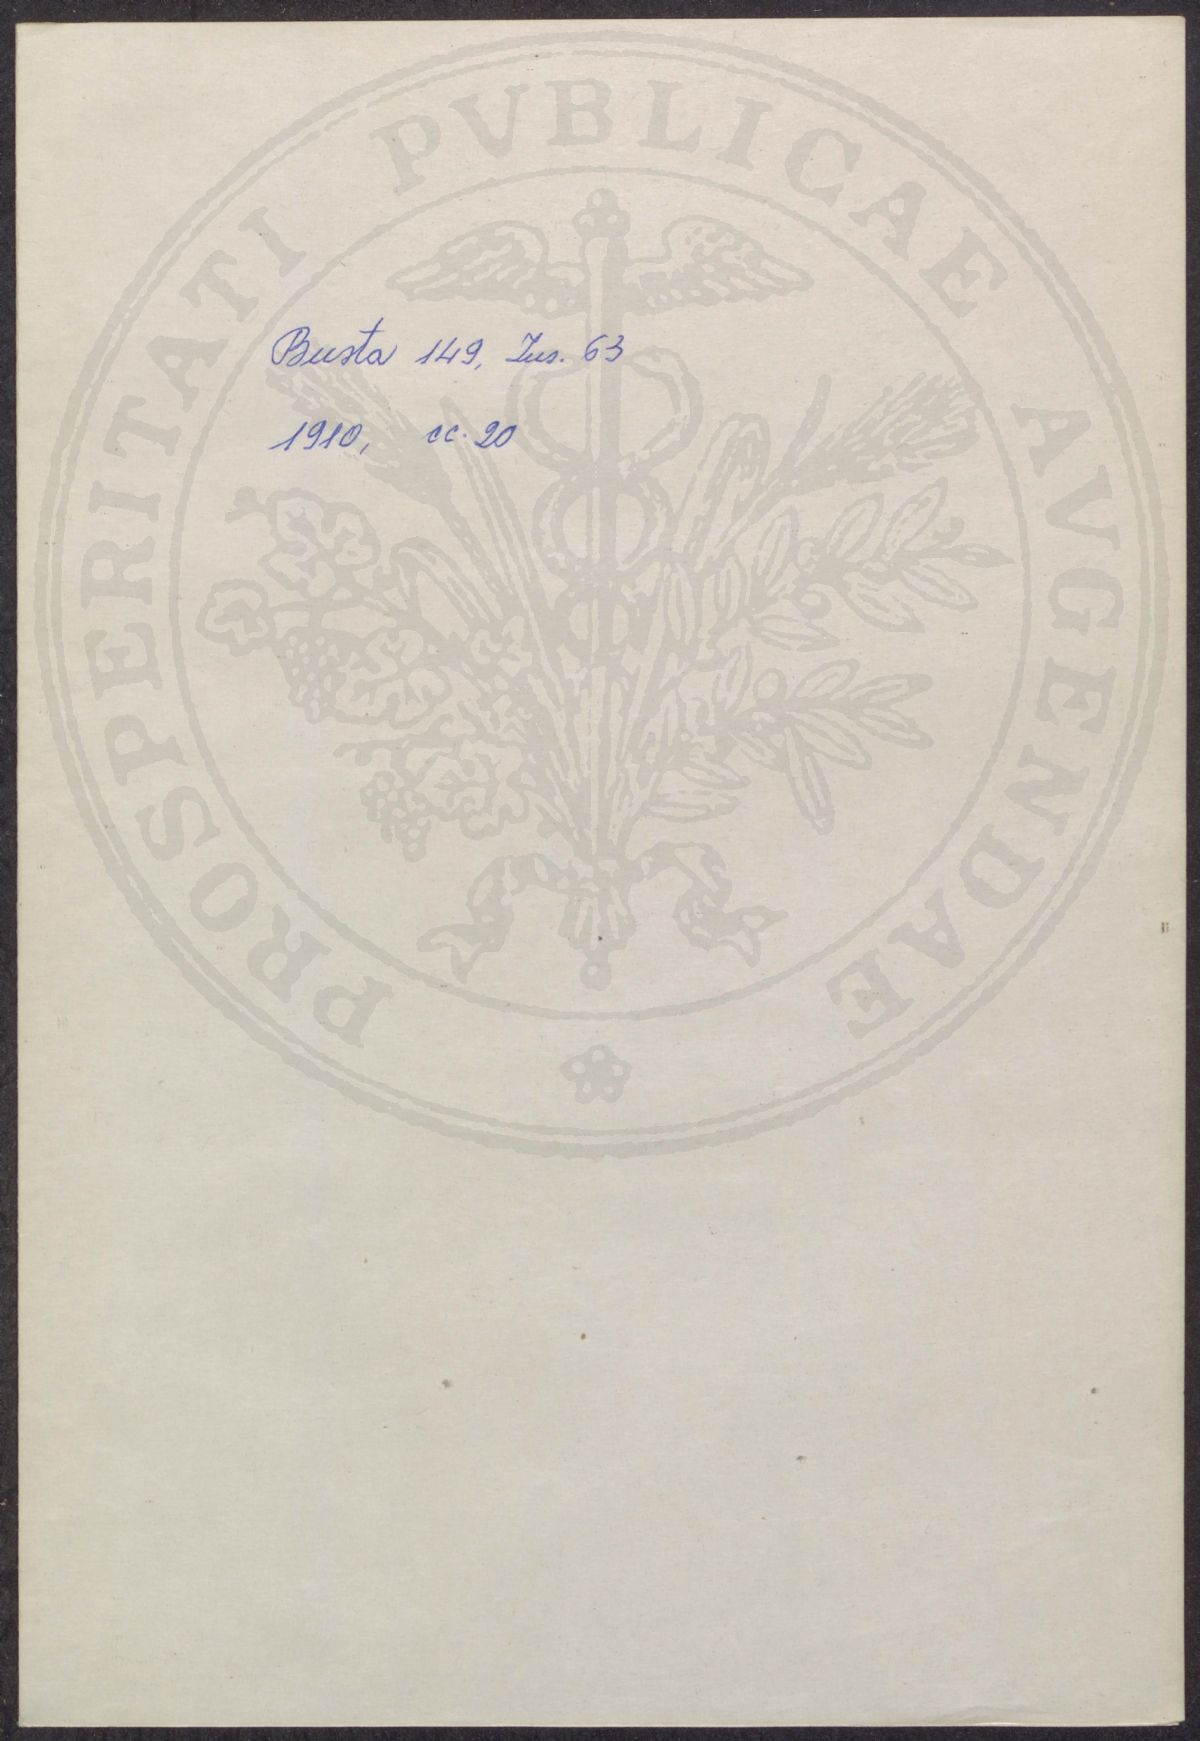 Busta 149, Ins. 63
1910, cc. 20
PROSPERITATI PVBLICAE AVGENDAE